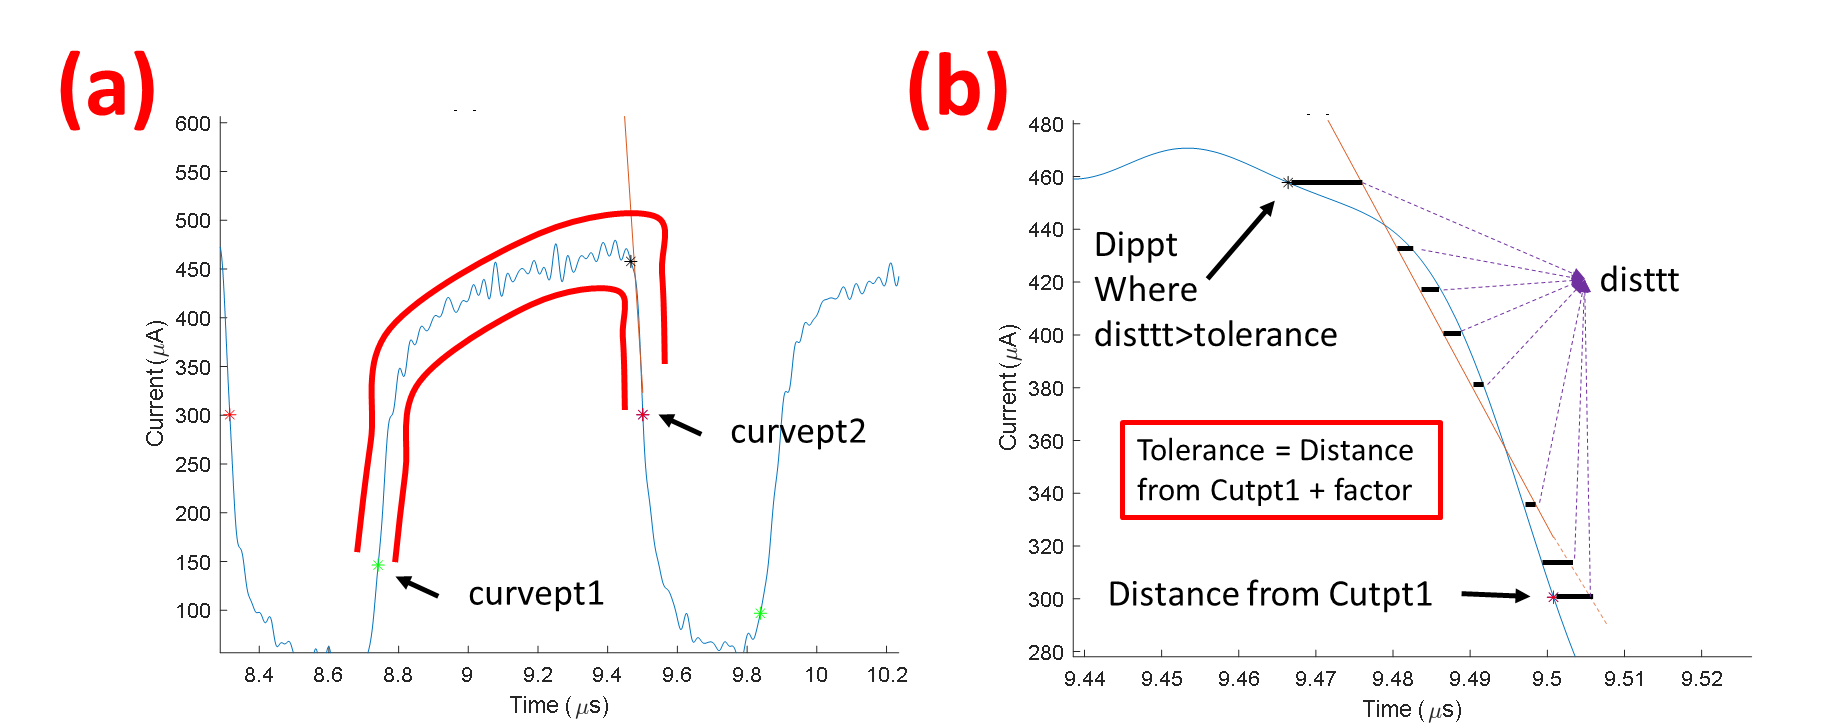 (a)
600
550
500
450
400
350
300
250
200
150
100
Current (μA)
8.4 8.6 8.8 9 9.2 9.4 9.6 9.8 10 10.2
Time (μs)
curvept2
curvept1
(b)
480
460
440
420
400
380
360
340
320
300
280
Current (μA)
9.44 9.45 9.46 9.47 9.48 9.49 9.5 9.51 9.52
Time (μs)
Dippt
Where
disttt>tolerance
disttt
Tolerance = Distance
from Cutpt1 + factor
Distance from Cutpt1